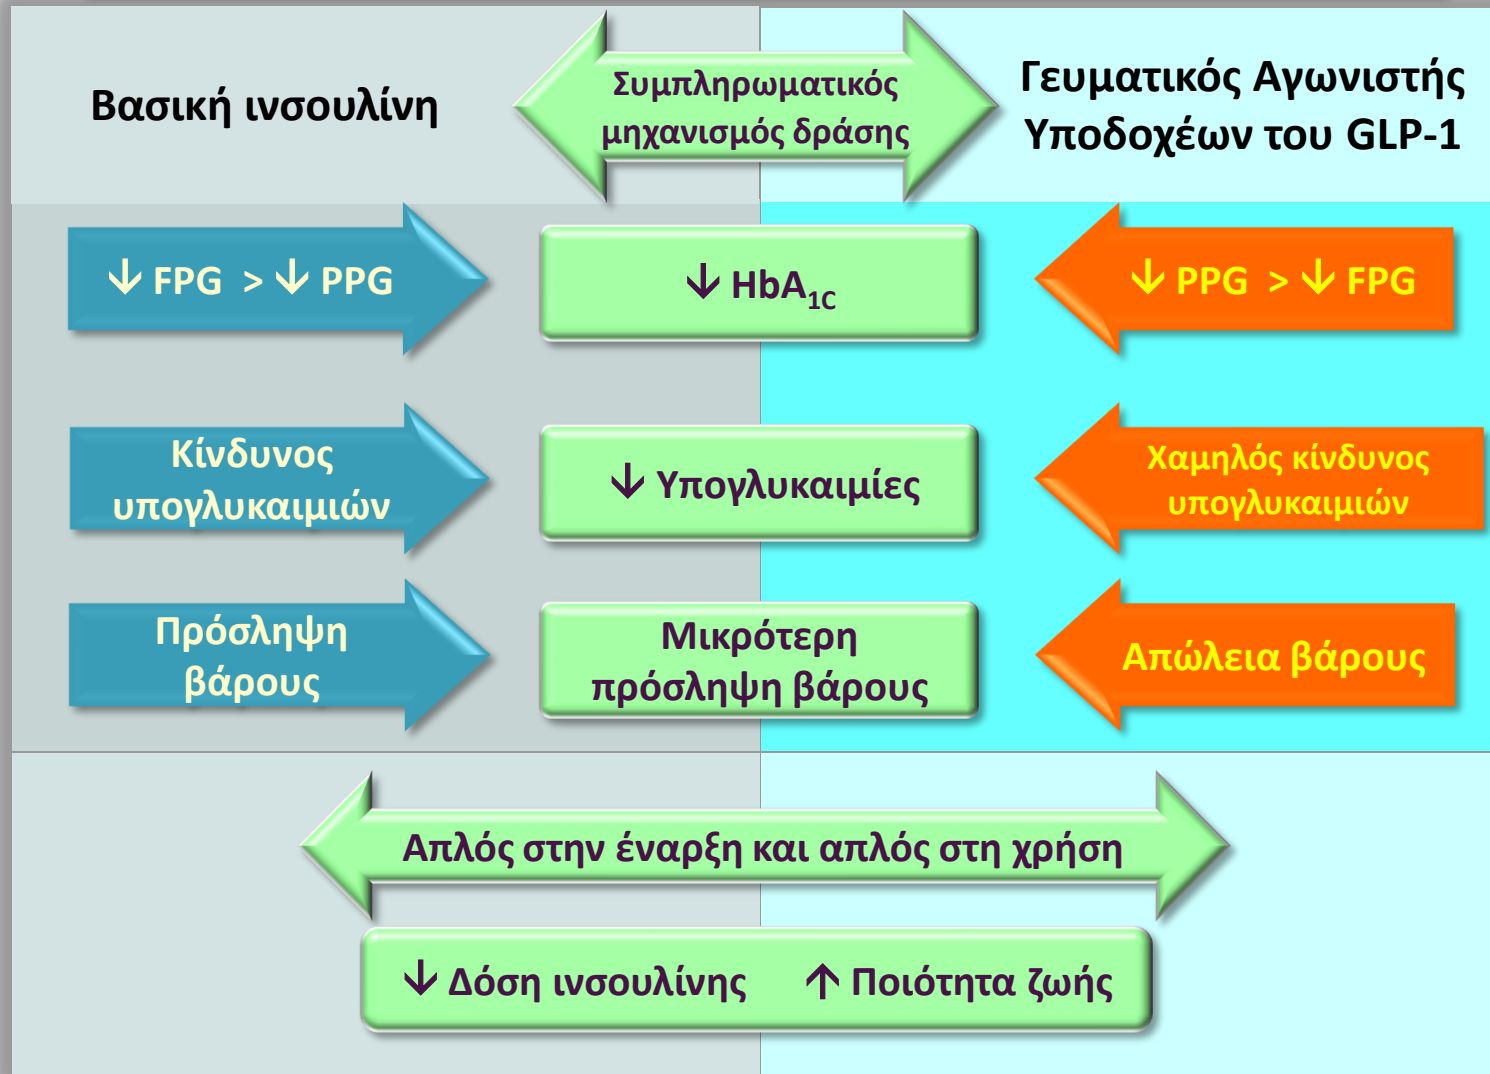 Βασική ινσουλίνη
Συμπληρωματικός
μηχανισμός δράσης
Γευματικός Αγωνιστής
Υποδοχέων του GLP-1
↓ FPG > ↓ PPG
↓ HbA1C
↓ PPG > ↓ FPG
Κίνδυνος
υπογλυκαιμιών
↓ Υπογλυκαιμίες
Χαμηλός κίνδυνος
υπογλυκαιμιών
Πρόσληψη
βάρους
Μικρότερη
πρόσληψη βάρους
Απώλεια βάρους
Απλός στην έναρξη και απλός στη χρήση
↓ Δόση ινσουλίνης ↑ Ποιότητα ζωής